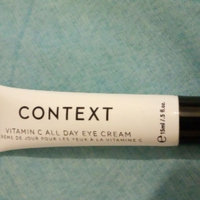 CONTEXT
VITAMIN C ALL DAY EYE CREAM
CRÈME DE JOUR POUR LES YEUX À LA VITAMINE C
℮ 15ml / .5 fl.oz.